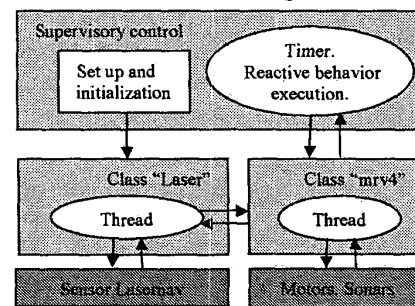 Supervisory control
Set up and
initialization
Timer.
Reactive behavior
execution.
Class “Laser”
Thread
Class “mrv4”
Thread
Sensor Lasernav
Motors, Sonars